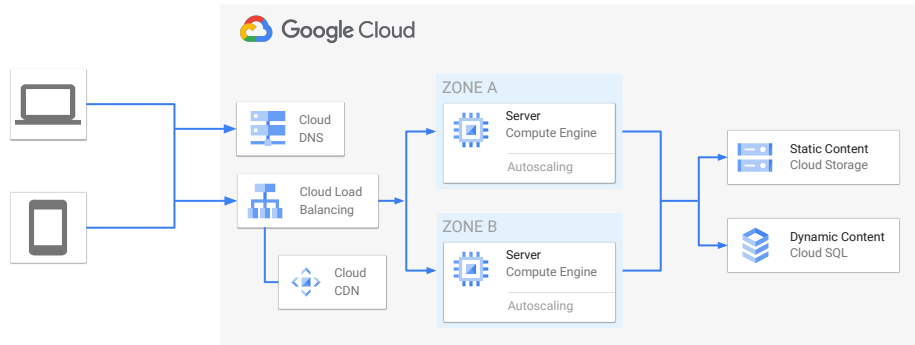 Google Cloud
Cloud
DNS
Cloud Load
Balancing
Cloud
CDN
ZONE A
Server
Compute Engine
Autoscaling
ZONE B
Server
Compute Engine
Autoscaling
Static Content
Cloud Storage
Dynamic Content
Cloud SQL